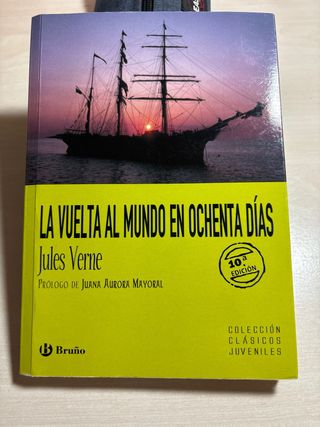 LA VUELTA AL MUNDO EN OCHENTA DÍAS
Jules Verne
PRÓLOGO DE JUANA AURORA MAYORAL
10ª
EDICIÓN
COLECCIÓN
CLÁSICOS
JUVENILES
Bruño